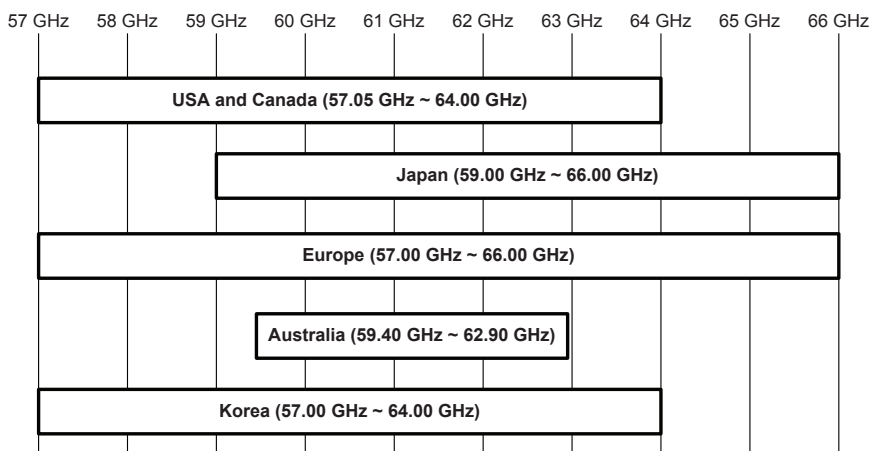 57 GHz 58 GHz 59 GHz 60 GHz 61 GHz 62 GHz 63 GHz 64 GHz 65 GHz 66 GHz
USA and Canada (57.05 GHz ~ 64.00 GHz)
Japan (59.00 GHz ~ 66.00 GHz)
Europe (57.00 GHz ~ 66.00 GHz)
Australia (59.40 GHz ~ 62.90 GHz)
Korea (57.00 GHz ~ 64.00 GHz)